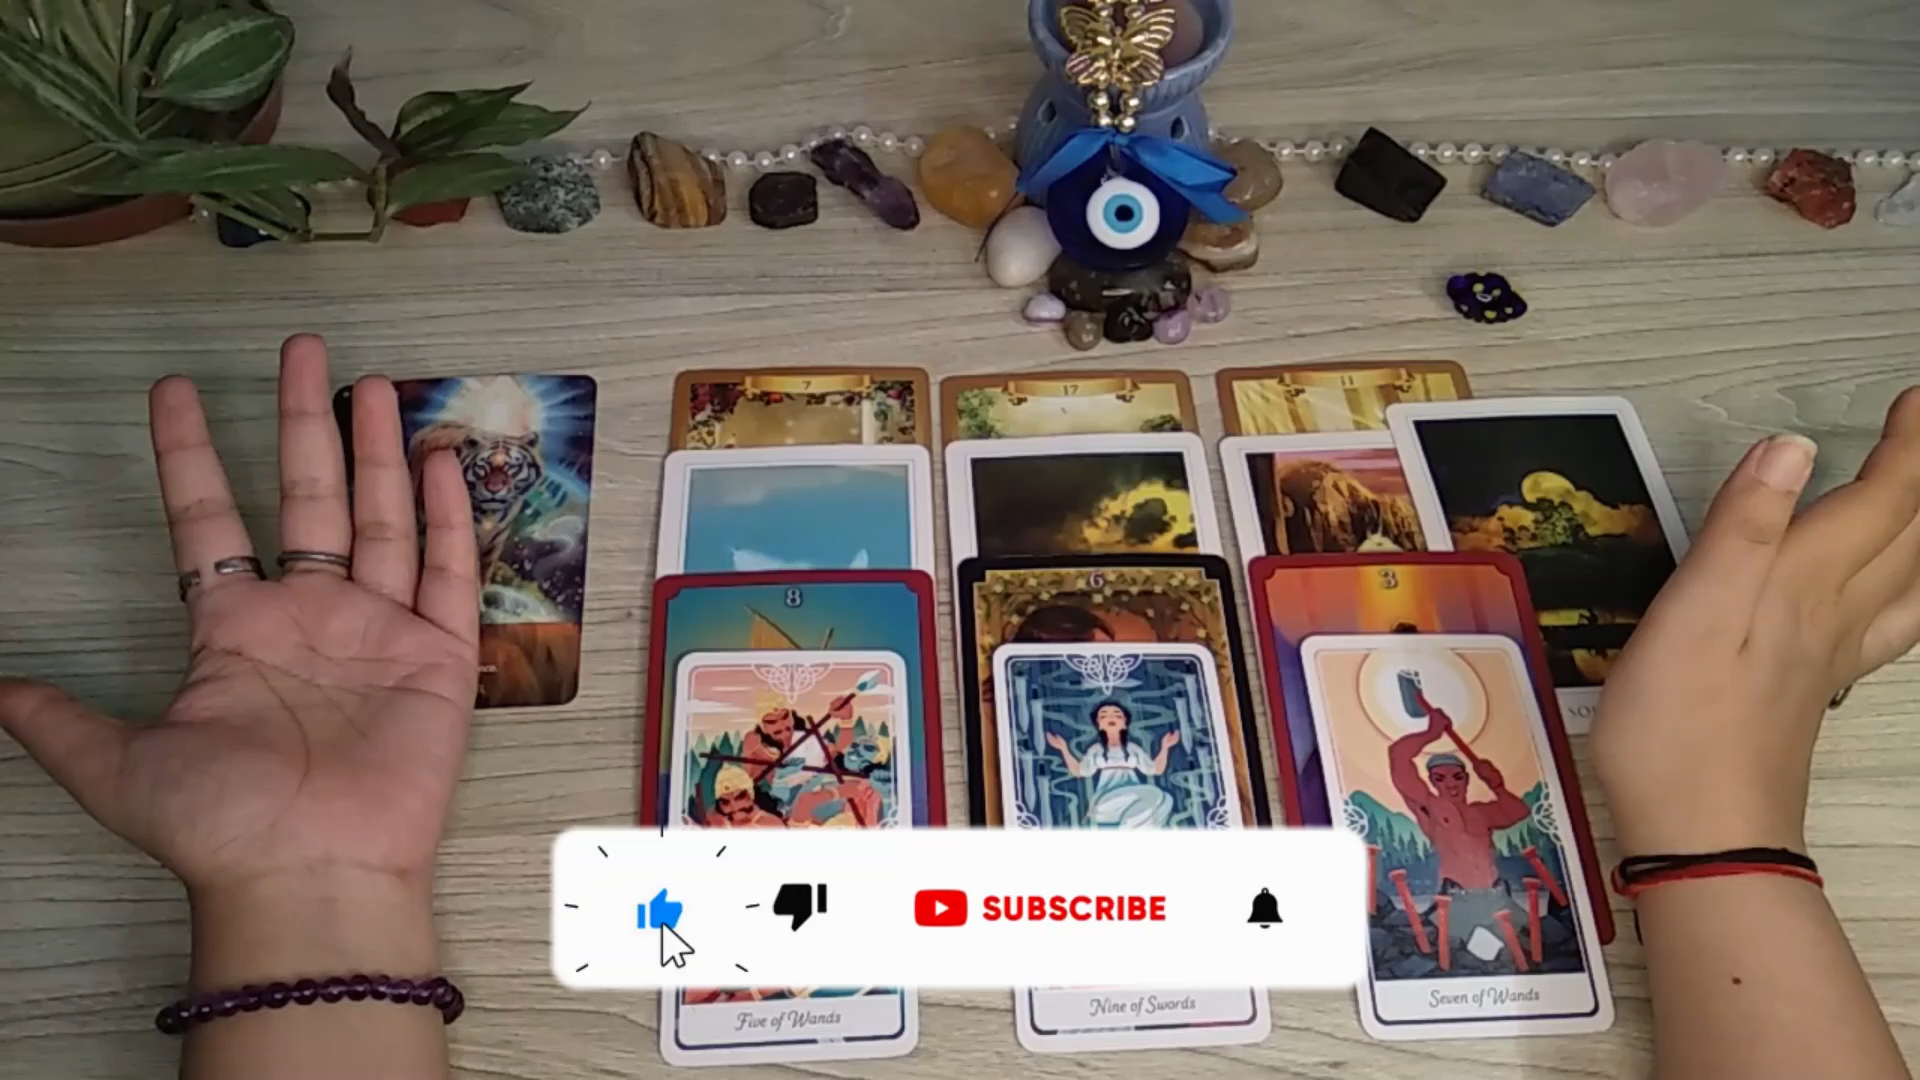 7
17
11
8
6
3
Five of Wands
Nine of Swords
Seven of Wands
SUBSCRIBE